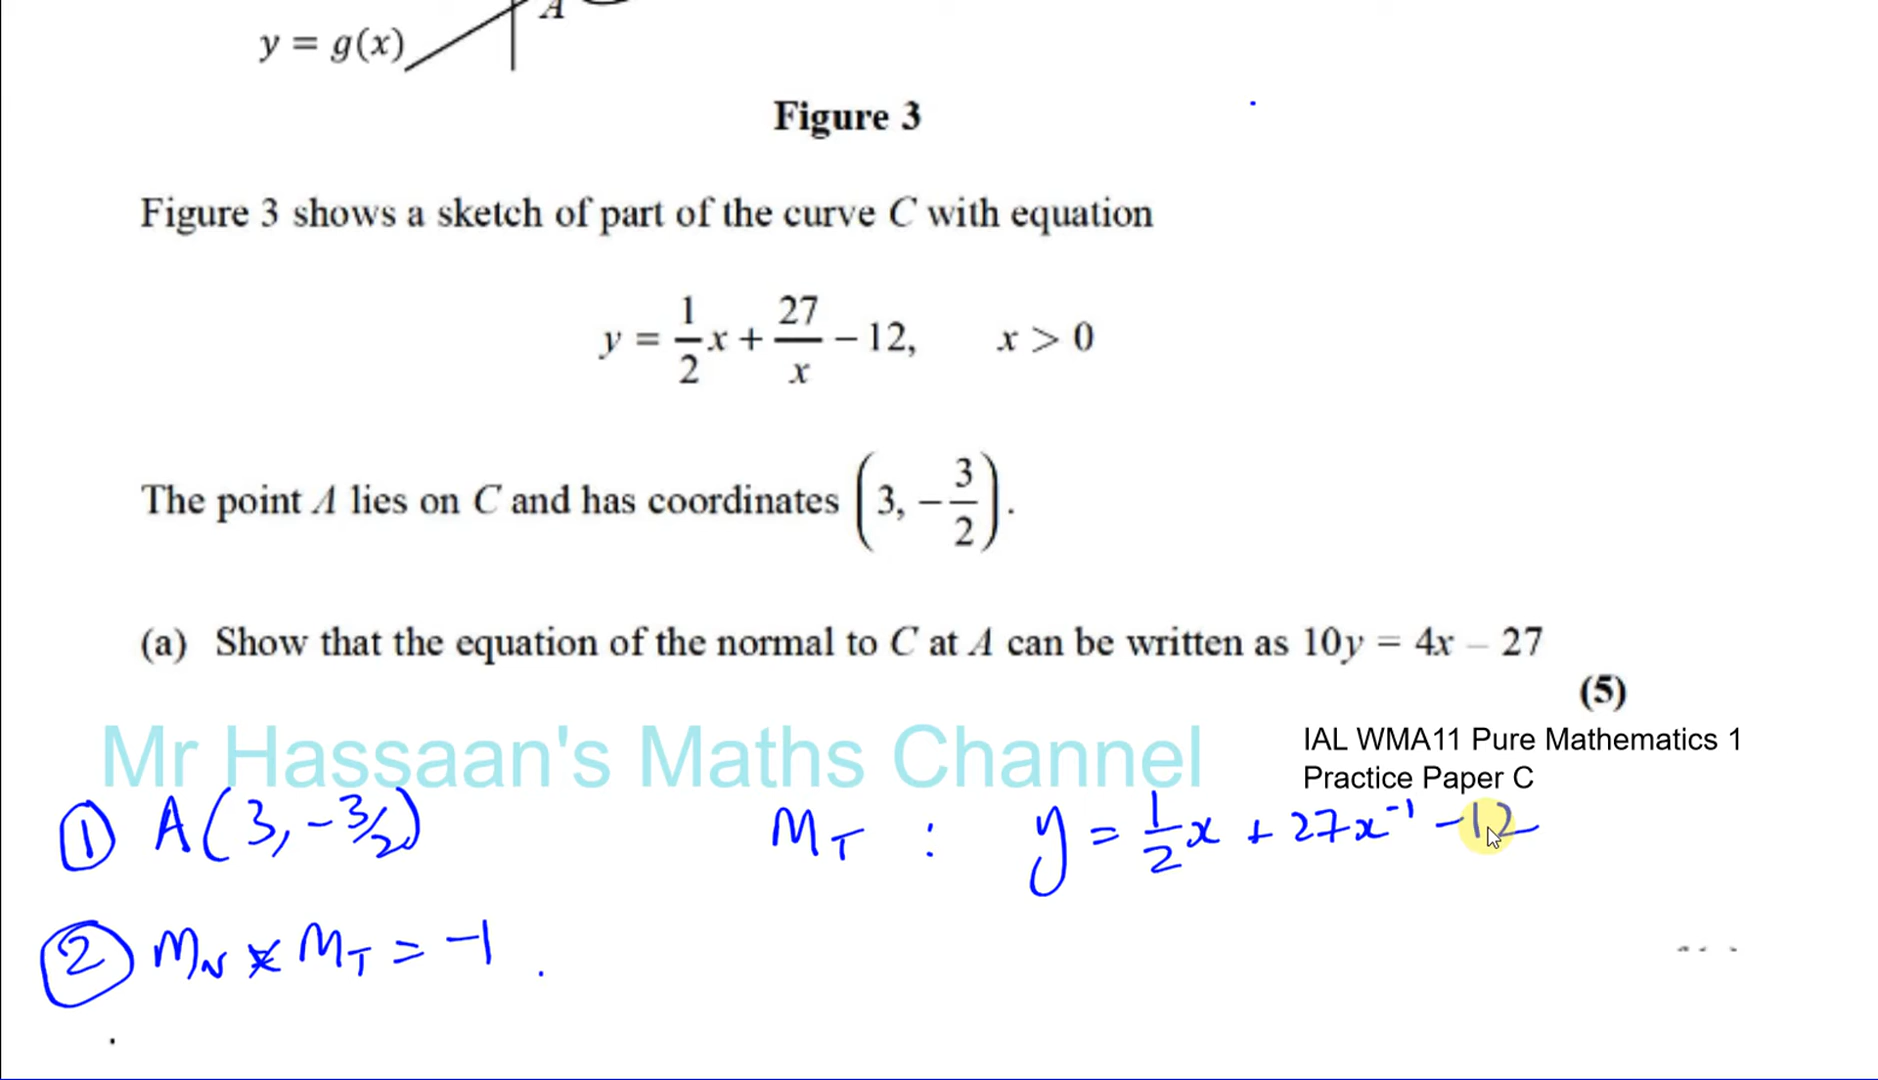 A
y = g(x)
Figure 3
Figure 3 shows a sketch of part of the curve C with equation
y = 1/2 x + 27/x − 12, x > 0
The point A lies on C and has coordinates (3, −3/2).
(a) Show that the equation of the normal to C at A can be written as 10y = 4x − 27
(5)
Mr Hassaan's Maths Channel
IAL WMA11 Pure Mathematics 1
Practice Paper C
① A(3, −3/2) M_T : y = 1/2 x + 27x⁻¹ − 12
② M_N × M_T = −1